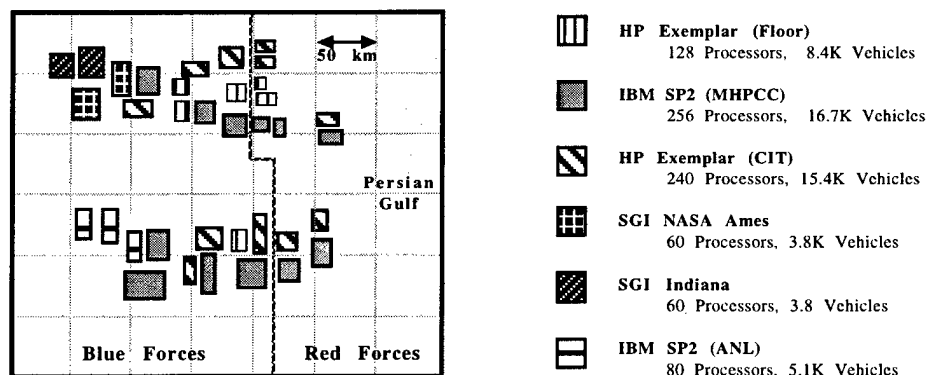 50 km
Persian
Gulf
Blue Forces
Red Forces
HP Exemplar (Floor)
128 Processors, 8.4K Vehicles
IBM SP2 (MHPCC)
256 Processors, 16.7K Vehicles
HP Exemplar (CIT)
240 Processors, 15.4K Vehicles
SGI NASA Ames
60 Processors, 3.8K Vehicles
SGI Indiana
60 Processors, 3.8 Vehicles
IBM SP2 (ANL)
80 Processors, 5.1K Vehicles